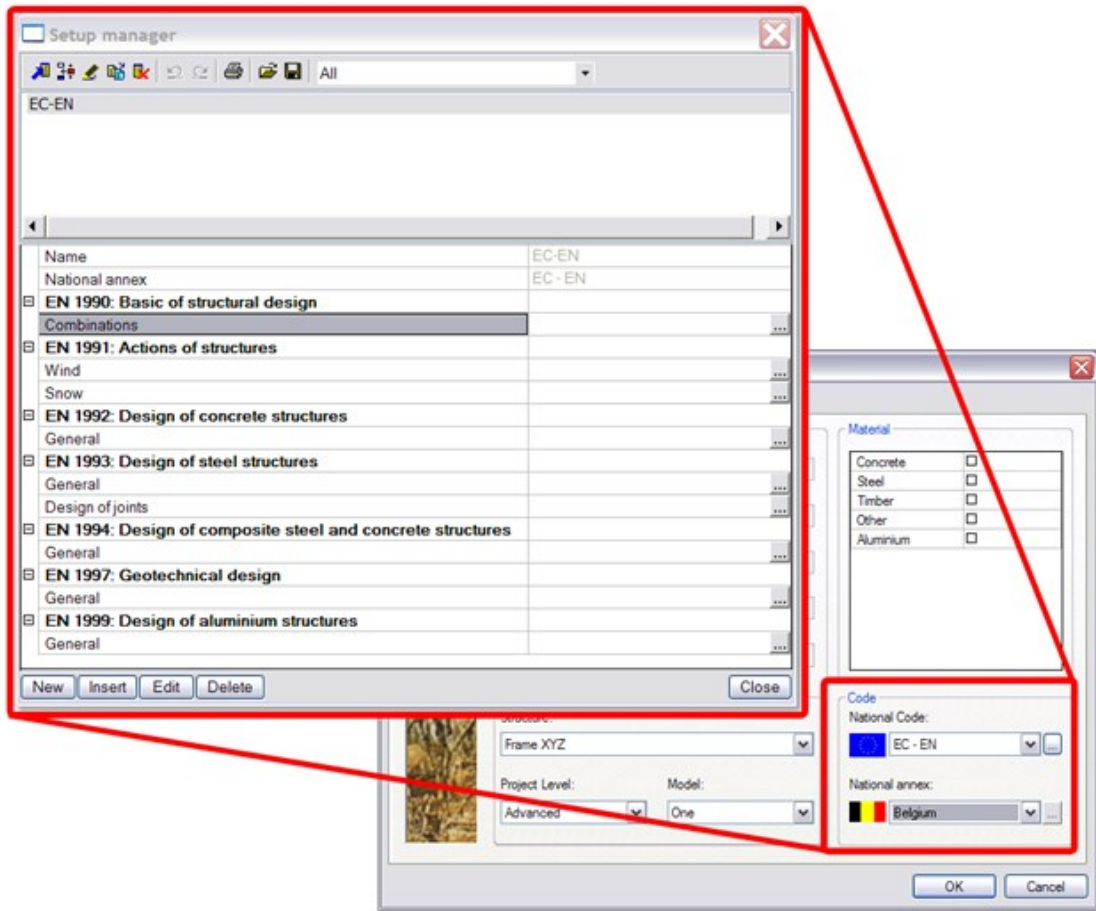 Setup manager
All
EC-EN
Name EC-EN
National annex EC - EN
EN 1990: Basic of structural design
Combinations ...
EN 1991: Actions of structures
Wind ...
Snow ...
EN 1992: Design of concrete structures
General ...
EN 1993: Design of steel structures
General ...
Design of joints ...
EN 1994: Design of composite steel and concrete structures
General ...
EN 1997: Geotechnical design
General ...
EN 1999: Design of aluminium structures
General ...
New Insert Edit Delete Close
Material
Concrete
Steel
Timber
Other
Aluminium
Code
National Code:
EC - EN ...
National annex:
Belgium ...
Structure:
Frame XYZ
Project Level: Model:
Advanced One
OK Cancel